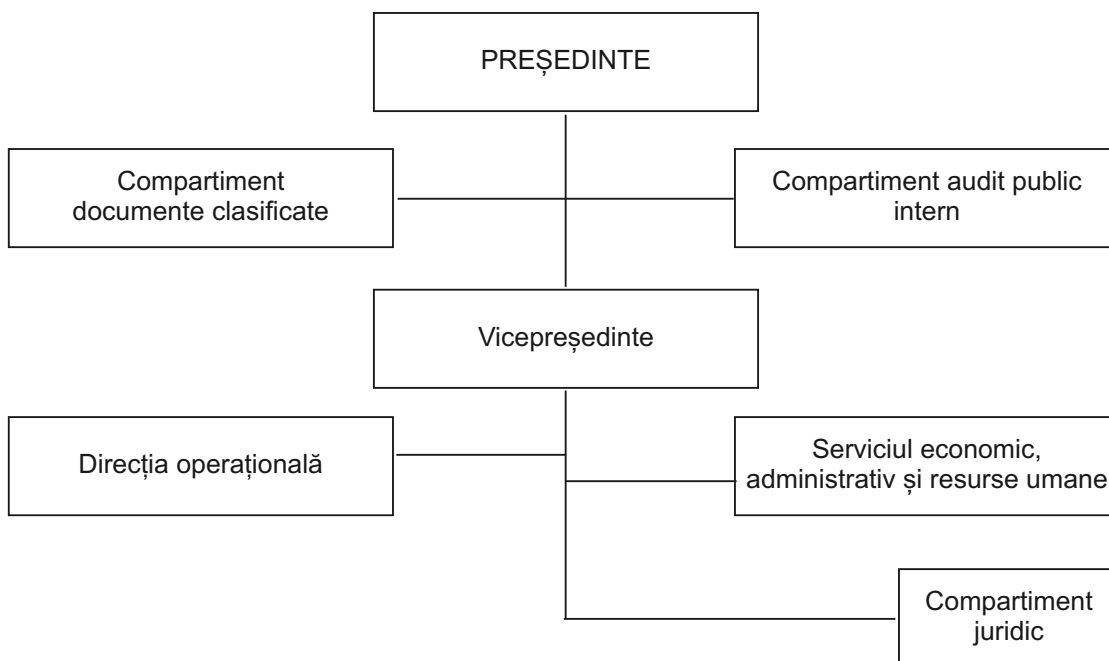 PREȘEDINTE
Compartiment
documente clasificate
Compartiment audit public
intern
Vicepreședinte
Direcția operațională
Serviciul economic,
administrativ și resurse umane
Compartiment
juridic